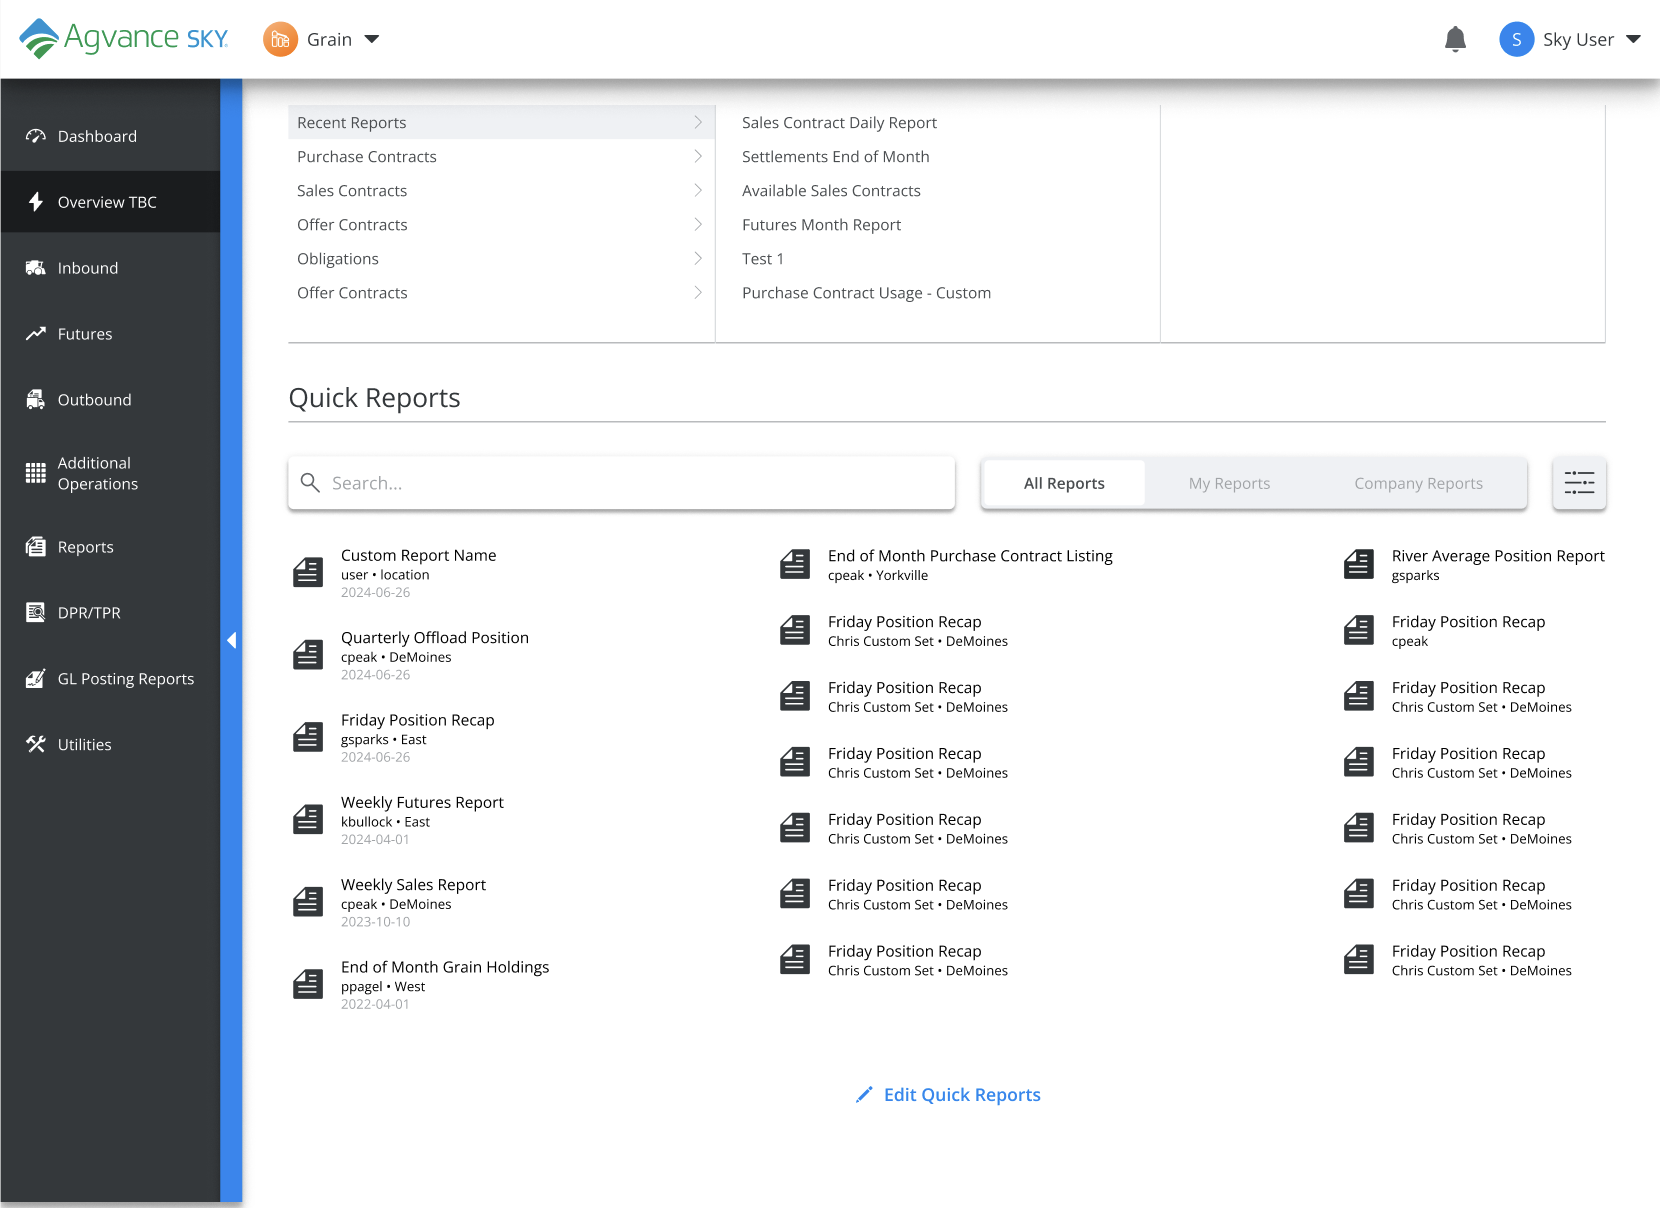 Agvance SKY
Grain
S
Sky User
Dashboard
Overview TBC
Inbound
Futures
Outbound
Additional
Operations
Reports
DPR/TPR
GL Posting Reports
Utilities
Recent Reports
Purchase Contracts
Sales Contracts
Offer Contracts
Obligations
Offer Contracts
Sales Contract Daily Report
Settlements End of Month
Available Sales Contracts
Futures Month Report
Test 1
Purchase Contract Usage - Custom
Quick Reports
Search...
All Reports
My Reports
Company Reports
Custom Report Name
user • location
2024-06-26
Quarterly Offload Position
cpeak • DeMoines
2024-06-26
Friday Position Recap
gsparks • East
2024-06-26
Weekly Futures Report
kbullock • East
2024-04-01
Weekly Sales Report
cpeak • DeMoines
2023-10-10
End of Month Grain Holdings
ppagel • West
2022-04-01
End of Month Purchase Contract Listing
cpeak • Yorkville
Friday Position Recap
Chris Custom Set • DeMoines
Friday Position Recap
Chris Custom Set • DeMoines
Friday Position Recap
Chris Custom Set • DeMoines
Friday Position Recap
Chris Custom Set • DeMoines
Friday Position Recap
Chris Custom Set • DeMoines
Friday Position Recap
Chris Custom Set • DeMoines
River Average Position Report
gsparks
Friday Position Recap
cpeak
Friday Position Recap
Chris Custom Set • DeMoines
Friday Position Recap
Chris Custom Set • DeMoines
Friday Position Recap
Chris Custom Set • DeMoines
Friday Position Recap
Chris Custom Set • DeMoines
Friday Position Recap
Chris Custom Set • DeMoines
Edit Quick Reports